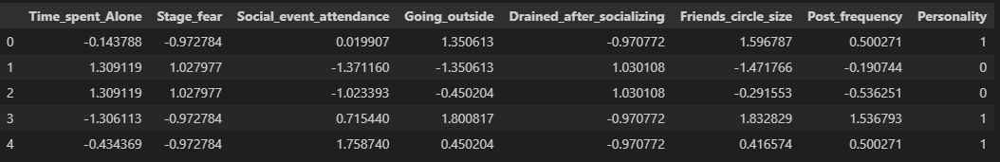 Time_spent_Alone Stage_fear Social_event_attendance Going_outside Drained_after_socializing Friends_circle_size Post_frequency Personality
0 -0.143788 -0.972784 0.019907 1.350613 -0.970772 1.596787 0.500271 1
1 1.309119 1.027977 -1.371160 -1.350613 1.030108 -1.471766 -0.190744 0
2 1.309119 1.027977 -1.023393 -0.450204 1.030108 -0.291553 -0.536251 0
3 -1.306113 -0.972784 0.715440 1.800817 -0.970772 1.832829 1.536793 1
4 -0.434369 -0.972784 1.758740 0.450204 -0.970772 0.416574 0.500271 1